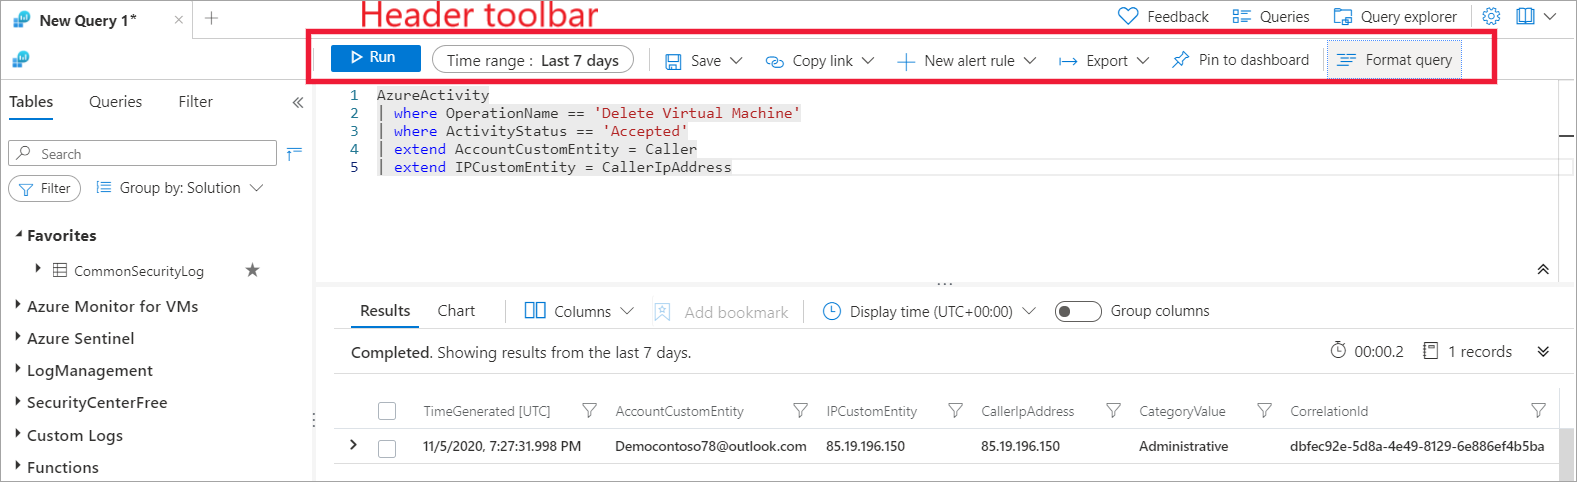 Header toolbar
New Query 1*
Feedback
Queries
Query explorer
Run
Time range : Last 7 days
Save
Copy link
New alert rule
Export
Pin to dashboard
Format query
Tables
Queries
Filter
Search
Filter
Group by: Solution
Favorites
CommonSecurityLog
Azure Monitor for VMs
Azure Sentinel
LogManagement
SecurityCenterFree
Custom Logs
Functions
1 AzureActivity
2 | where OperationName == 'Delete Virtual Machine'
3 | where ActivityStatus == 'Accepted'
4 | extend AccountCustomEntity = Caller
5 | extend IPCustomEntity = CallerIpAddress
Results
Chart
Columns
Add bookmark
Display time (UTC+00:00)
Group columns
Completed. Showing results from the last 7 days.
00:00.2
1 records
TimeGenerated [UTC] AccountCustomEntity IPCustomEntity CallerIpAddress CategoryValue CorrelationId
11/5/2020, 7:27:31.998 PM Democontoso78@outlook.com 85.19.196.150 85.19.196.150 Administrative dbfec92e-5d8a-4e49-8129-6e886ef4b5ba